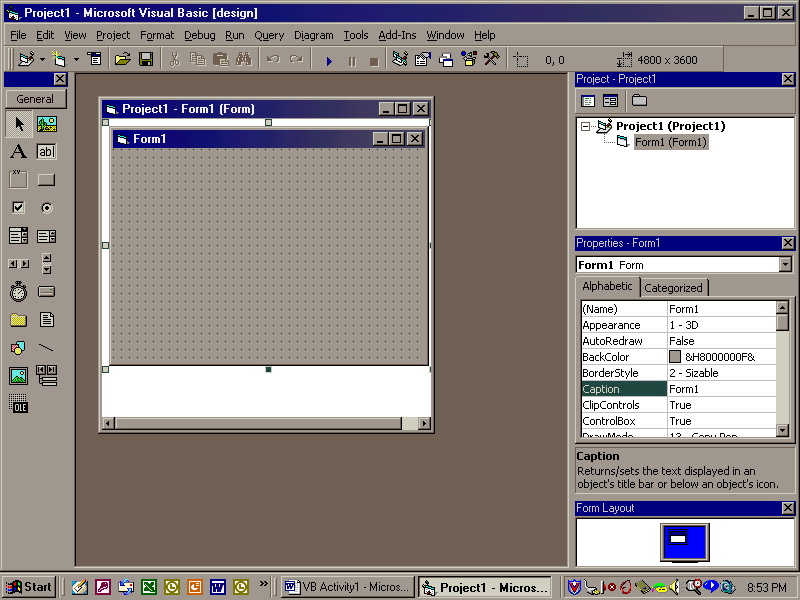 Project1 - Microsoft Visual Basic [design]
File Edit View Project Format Debug Run Query Diagram Tools Add-Ins Window Help
0, 0 4800 x 3600
General
A ab|
xv
OLE
Project1 - Form1 (Form)
Form1
Project - Project1
Project1 (Project1)
Form1 (Form1)
Properties - Form1
Form1 Form
Alphabetic Categorized
(Name) Form1
Appearance 1 - 3D
AutoRedraw False
BackColor &H8000000F&
BorderStyle 2 - Sizable
Caption Form1
ClipControls True
ControlBox True
DrawMode 13 - Copy Pen
Caption
Returns/sets the text displayed in an
object's title bar or below an object's icon.
Form Layout
Start
VB Activity1 - Micros...
Project1 - Micros...
8:53 PM